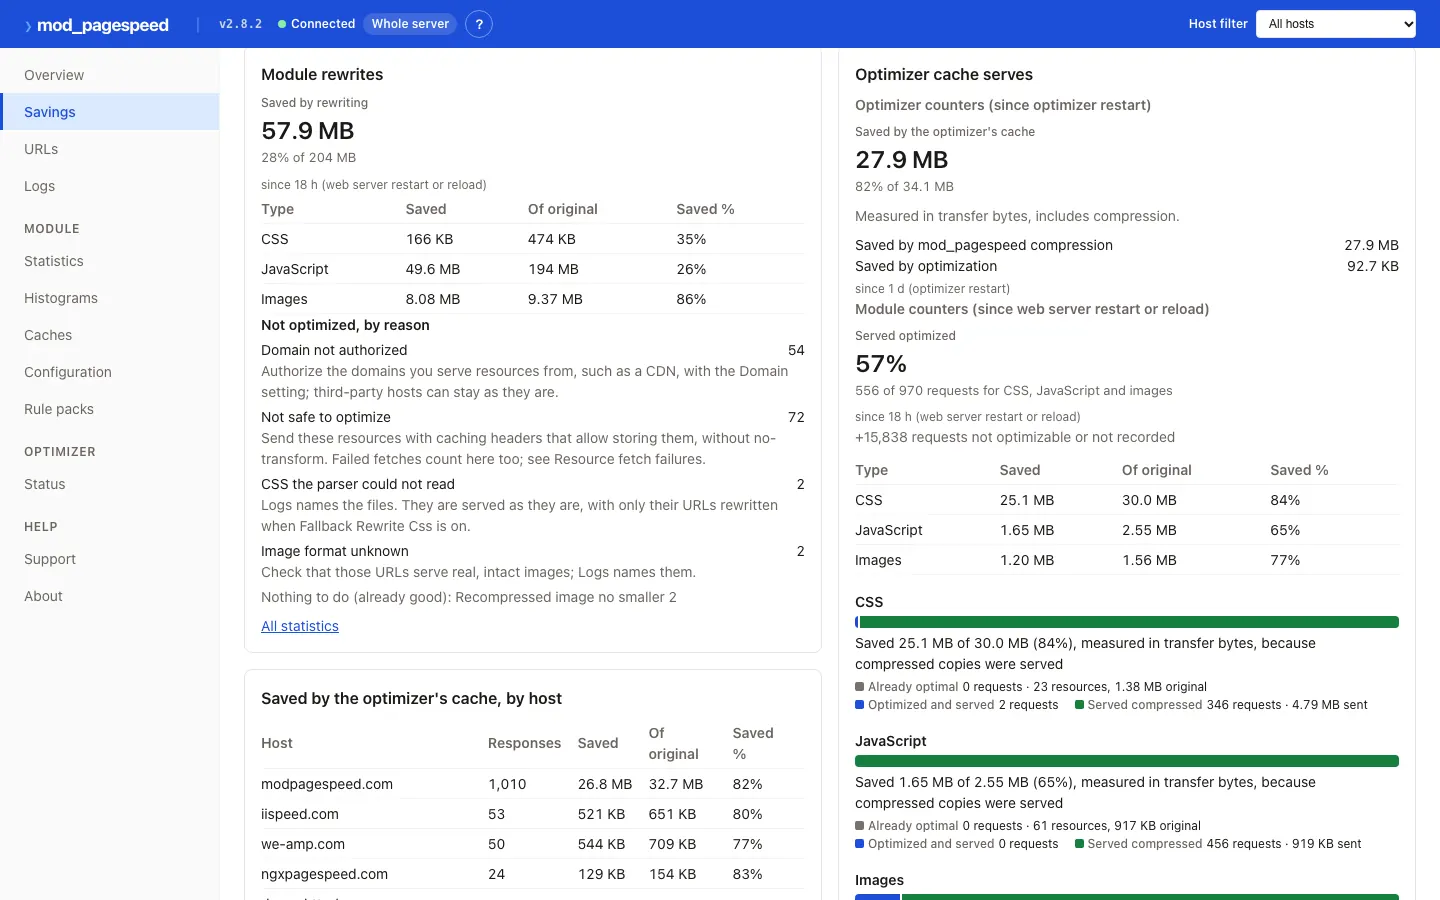 mod_pagespeed
v2.8.2
Connected
Whole server
?
Host filter
All hosts
Overview
Savings
URLs
Logs
MODULE
Statistics
Histograms
Caches
Configuration
Rule packs
OPTIMIZER
Status
HELP
Support
About
Module rewrites
Saved by rewriting
57.9 MB
28% of 204 MB
since 18 h (web server restart or reload)
Type Saved Of original Saved %
CSS 166 KB 474 KB 35%
JavaScript 49.6 MB 194 MB 26%
Images 8.08 MB 9.37 MB 86%
Not optimized, by reason
Domain not authorized 54
Authorize the domains you serve resources from, such as a CDN, with the Domain
setting; third-party hosts can stay as they are.
Not safe to optimize 72
Send these resources with caching headers that allow storing them, without no-
transform. Failed fetches count here too; see Resource fetch failures.
CSS the parser could not read 2
Logs names the files. They are served as they are, with only their URLs rewritten
when Fallback Rewrite Css is on.
Image format unknown 2
Check that those URLs serve real, intact images; Logs names them.
Nothing to do (already good): Recompressed image no smaller 2
All statistics
Saved by the optimizer's cache, by host
Host Responses Saved Of original Saved %
modpagespeed.com 1,010 26.8 MB 32.7 MB 82%
iispeed.com 53 521 KB 651 KB 80%
we-amp.com 50 544 KB 709 KB 77%
ngxpagespeed.com 24 129 KB 154 KB 83%
Optimizer cache serves
Optimizer counters (since optimizer restart)
Saved by the optimizer's cache
27.9 MB
82% of 34.1 MB
Measured in transfer bytes, includes compression.
Saved by mod_pagespeed compression 27.9 MB
Saved by optimization 92.7 KB
since 1 d (optimizer restart)
Module counters (since web server restart or reload)
Served optimized
57%
556 of 970 requests for CSS, JavaScript and images
since 18 h (web server restart or reload)
+15,838 requests not optimizable or not recorded
Type Saved Of original Saved %
CSS 25.1 MB 30.0 MB 84%
JavaScript 1.65 MB 2.55 MB 65%
Images 1.20 MB 1.56 MB 77%
CSS
Saved 25.1 MB of 30.0 MB (84%), measured in transfer bytes, because
compressed copies were served
Already optimal 0 requests · 23 resources, 1.38 MB original
Optimized and served 2 requests Served compressed 346 requests · 4.79 MB sent
JavaScript
Saved 1.65 MB of 2.55 MB (65%), measured in transfer bytes, because
compressed copies were served
Already optimal 0 requests · 61 resources, 917 KB original
Optimized and served 0 requests Served compressed 456 requests · 919 KB sent
Images